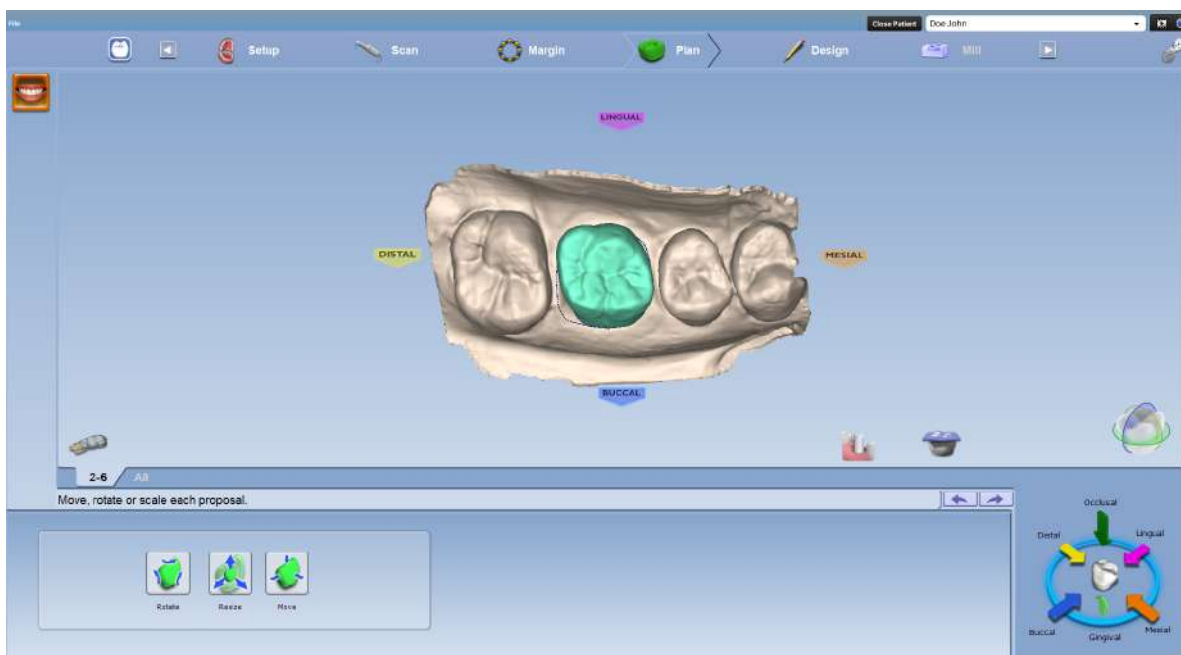 File
Close Patient Doe John
Setup Scan Margin Plan Design Mill
LINGUAL
DISTAL
MESIAL
BUCCAL
2-6 All
Move, rotate or scale each proposal.
Occlusal
Distal Lingual
Rotate Resize Move
Buccal Gingival Mesial